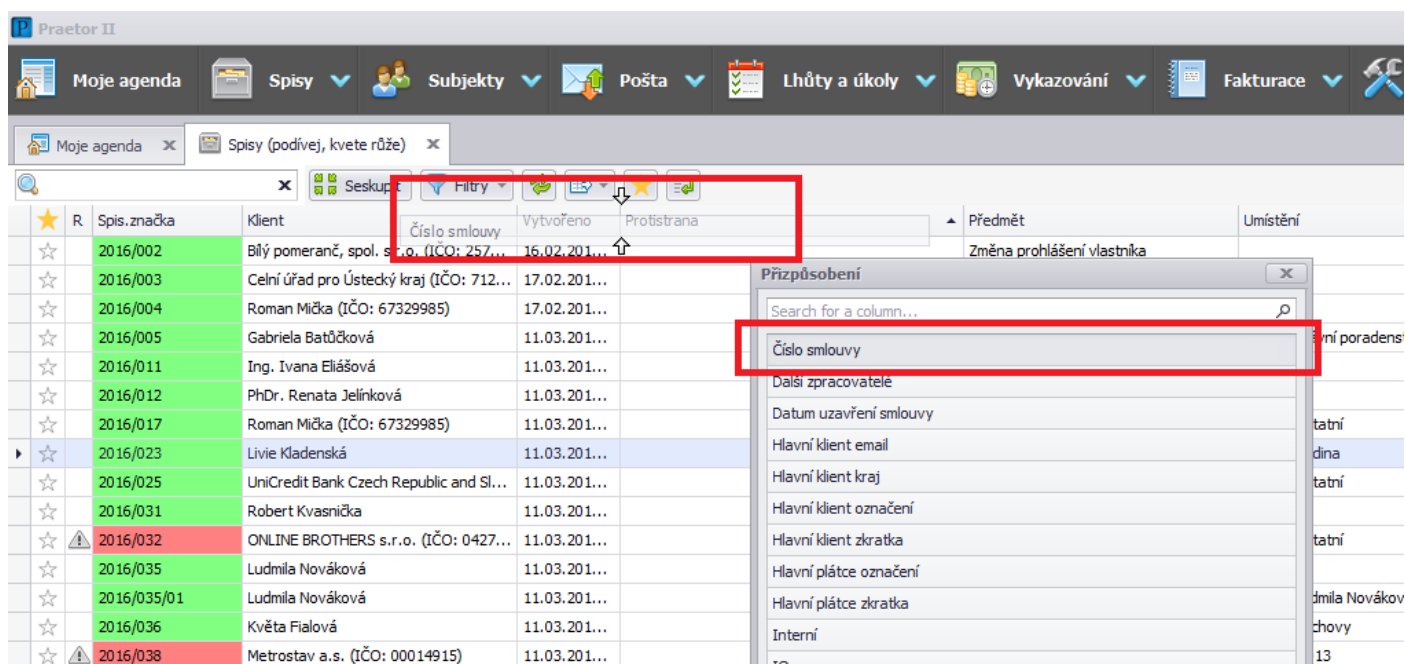 Praetor II
Moje agenda Spisy Subjekty Pošta Lhůty a úkoly Vykazování Fakturace
Moje agenda x Spisy (podívej, kvete růže) x
x Seskupit Filtry
R Spis.značka Klient Číslo smlouvy Vytvořeno Protistrana Předmět Umístění
2016/002 Bílý pomeranč, spol. s r.o. (IČO: 257... 16.02.201... Změna prohlášení vlastníka
2016/003 Celní úřad pro Ústecký kraj (IČO: 712... 17.02.201...
2016/004 Roman Mička (IČO: 67329985) 17.02.201...
2016/005 Gabriela Batůčková 11.03.201...
2016/011 Ing. Ivana Eliášová 11.03.201...
2016/012 PhDr. Renata Jelínková 11.03.201...
2016/017 Roman Mička (IČO: 67329985) 11.03.201... tatní
2016/023 Livie Kladenská 11.03.201... dina
2016/025 UniCredit Bank Czech Republic and Sl... 11.03.201... tatní
2016/031 Robert Kvasnička 11.03.201...
2016/032 ONLINE BROTHERS s.r.o. (IČO: 0427... 11.03.201... tatní
2016/035 Ludmila Nováková 11.03.201...
2016/035/01 Ludmila Nováková 11.03.201... dmila Novákov
2016/036 Květa Fialová 11.03.201... chovy
2016/038 Metrostav a.s. (IČO: 00014915) 11.03.201... 13
Přizpůsobení x
Search for a column...
Číslo smlouvy
Další zpracovatelé
Datum uzavření smlouvy
Hlavní klient email
Hlavní klient kraj
Hlavní klient označení
Hlavní klient zkratka
Hlavní plátce označení
Hlavní plátce zkratka
Interní